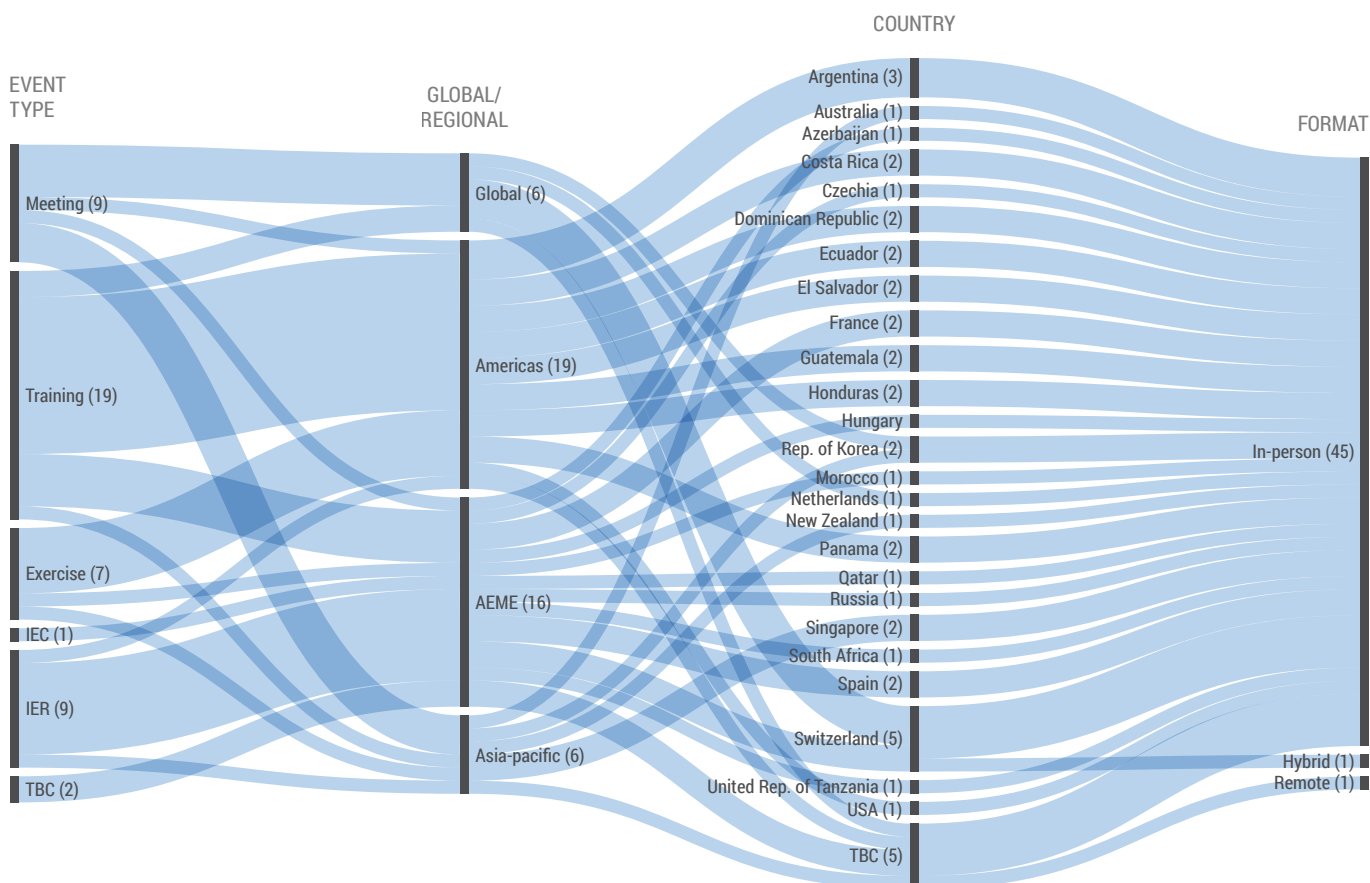 EVENT
TYPE
Meeting (9)
Training (19)
Exercise (7)
IEC (1)
IER (9)
TBC (2)
GLOBAL/
REGIONAL
Global (6)
Americas (19)
AEME (16)
Asia-pacific (6)
COUNTRY
Argentina (3)
Australia (1)
Azerbaijan (1)
Costa Rica (2)
Czechia (1)
Dominican Republic (2)
Ecuador (2)
El Salvador (2)
France (2)
Guatemala (2)
Honduras (2)
Hungary
Rep. of Korea (2)
Morocco (1)
Netherlands (1)
New Zealand (1)
Panama (2)
Qatar (1)
Russia (1)
Singapore (2)
South Africa (1)
Spain (2)
Switzerland (5)
United Rep. of Tanzania (1)
USA (1)
TBC (5)
FORMAT
In-person (45)
Hybrid (1)
Remote (1)